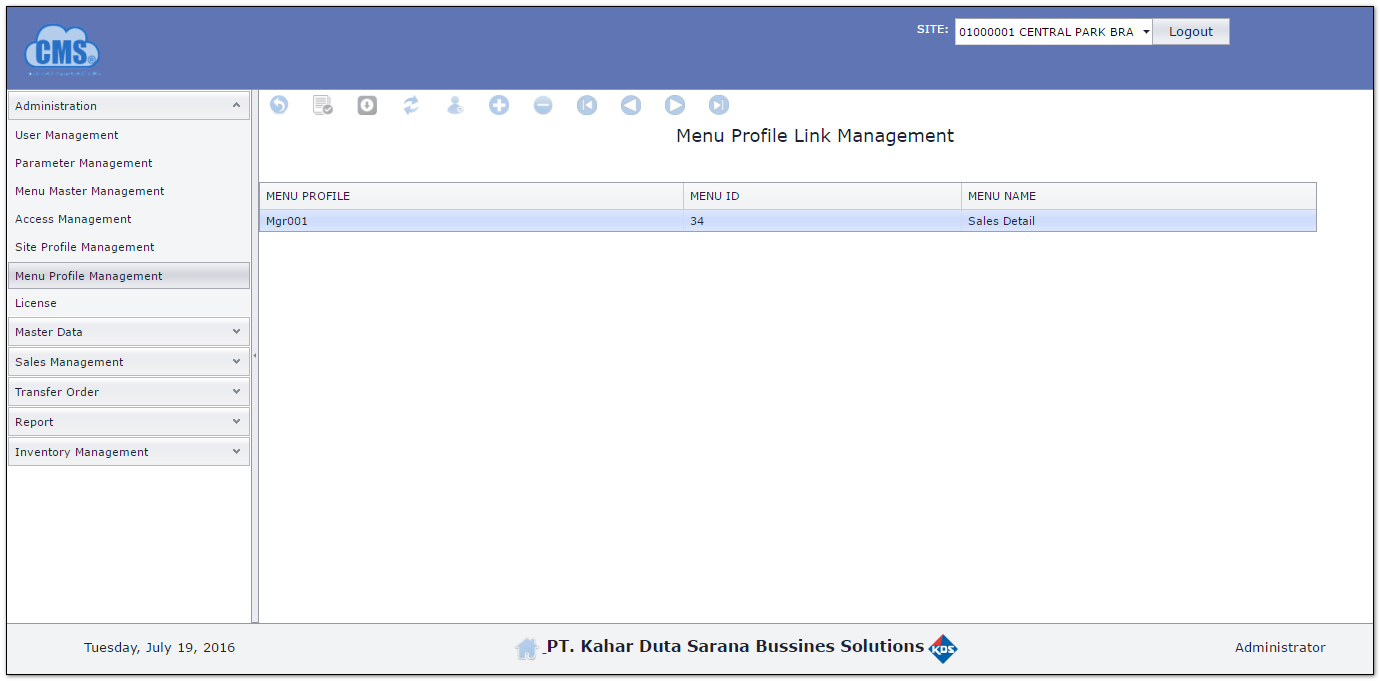 SITE: 01000001 CENTRAL PARK BRA Logout
CMS
Administration
User Management
Parameter Management
Menu Master Management
Access Management
Site Profile Management
Menu Profile Management
License
Master Data
Sales Management
Transfer Order
Report
Inventory Management
Menu Profile Link Management
MENU PROFILE MENU ID MENU NAME
Mgr001 34 Sales Detail
Tuesday, July 19, 2016 PT. Kahar Duta Sarana Bussines Solutions KDS Administrator